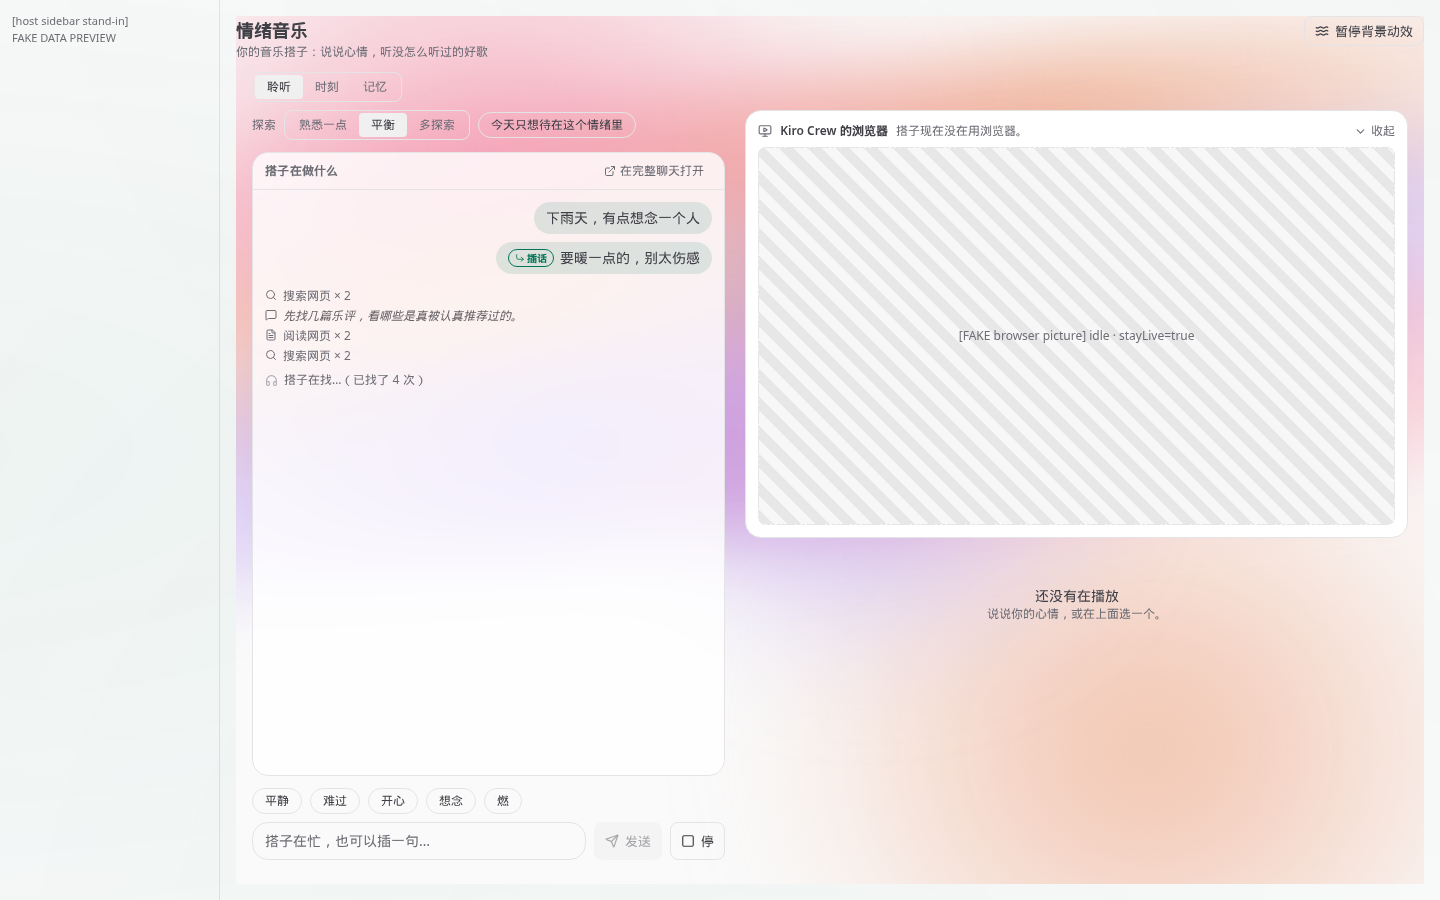 [host sidebar stand-in]
FAKE DATA PREVIEW
情绪音乐
你的音乐搭子：说说心情，听没怎么听过的好歌
暂停背景动效
聆听
时刻
记忆
探索
熟悉一点
平衡
多探索
今天只想待在这个情绪里
搭子在做什么
在完整聊天打开
下雨天，有点想念一个人
插话 要暖一点的，别太伤感
搜索网页 × 2
先找几篇乐评，看哪些是真被认真推荐过的。
阅读网页 × 2
搜索网页 × 2
搭子在找... ( 已找了 4 次 )
平静
难过
开心
想念
燃
搭子在忙，也可以插一句...
发送
停
Kiro Crew 的浏览器 搭子现在没在用浏览器。
收起
[FAKE browser picture] idle · stayLive=true
还没有在播放
说说你的心情，或在上面选一个。